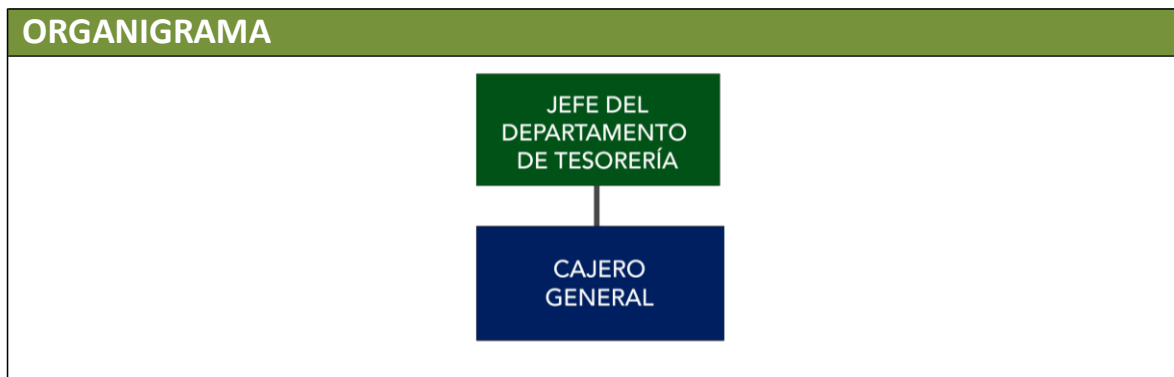 ORGANIGRAMA
JEFE DEL
DEPARTAMENTO
DE TESORERÍA
CAJERO
GENERAL